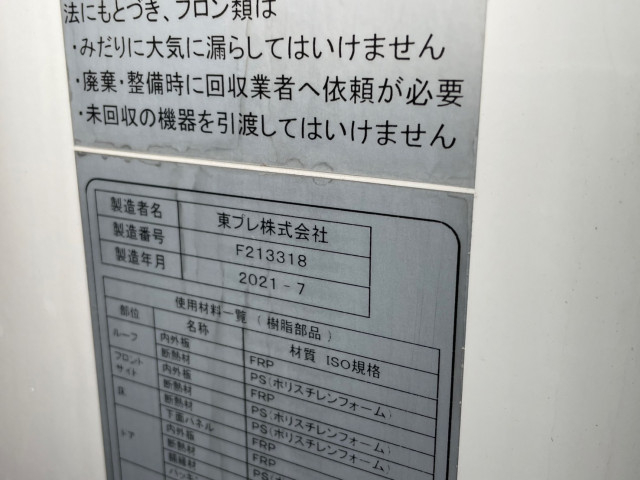 法にもとづき、フロン類は
・みだりに大気に漏らしてはいけません
・廃棄・整備時に回収業者へ依頼が必要
・未回収の機器を引渡してはいけません
製造者名 東プレ株式会社
製造番号 F213318
製造年月 2021-7
使用材料一覧（樹脂部品）
部位 名称 材質 ISO規格
ルーフ 内外板 FRP
断熱材 PS(ポリスチレンフォーム)
フロント サイド 内外板 FRP
断熱材 PS(ポリスチレンフォーム)
床 断熱材 PS(ポリスチレンフォーム)
下面パネル FRP
ドア 内外板 FRP
断熱材 PS(ポリスチレンフォーム)